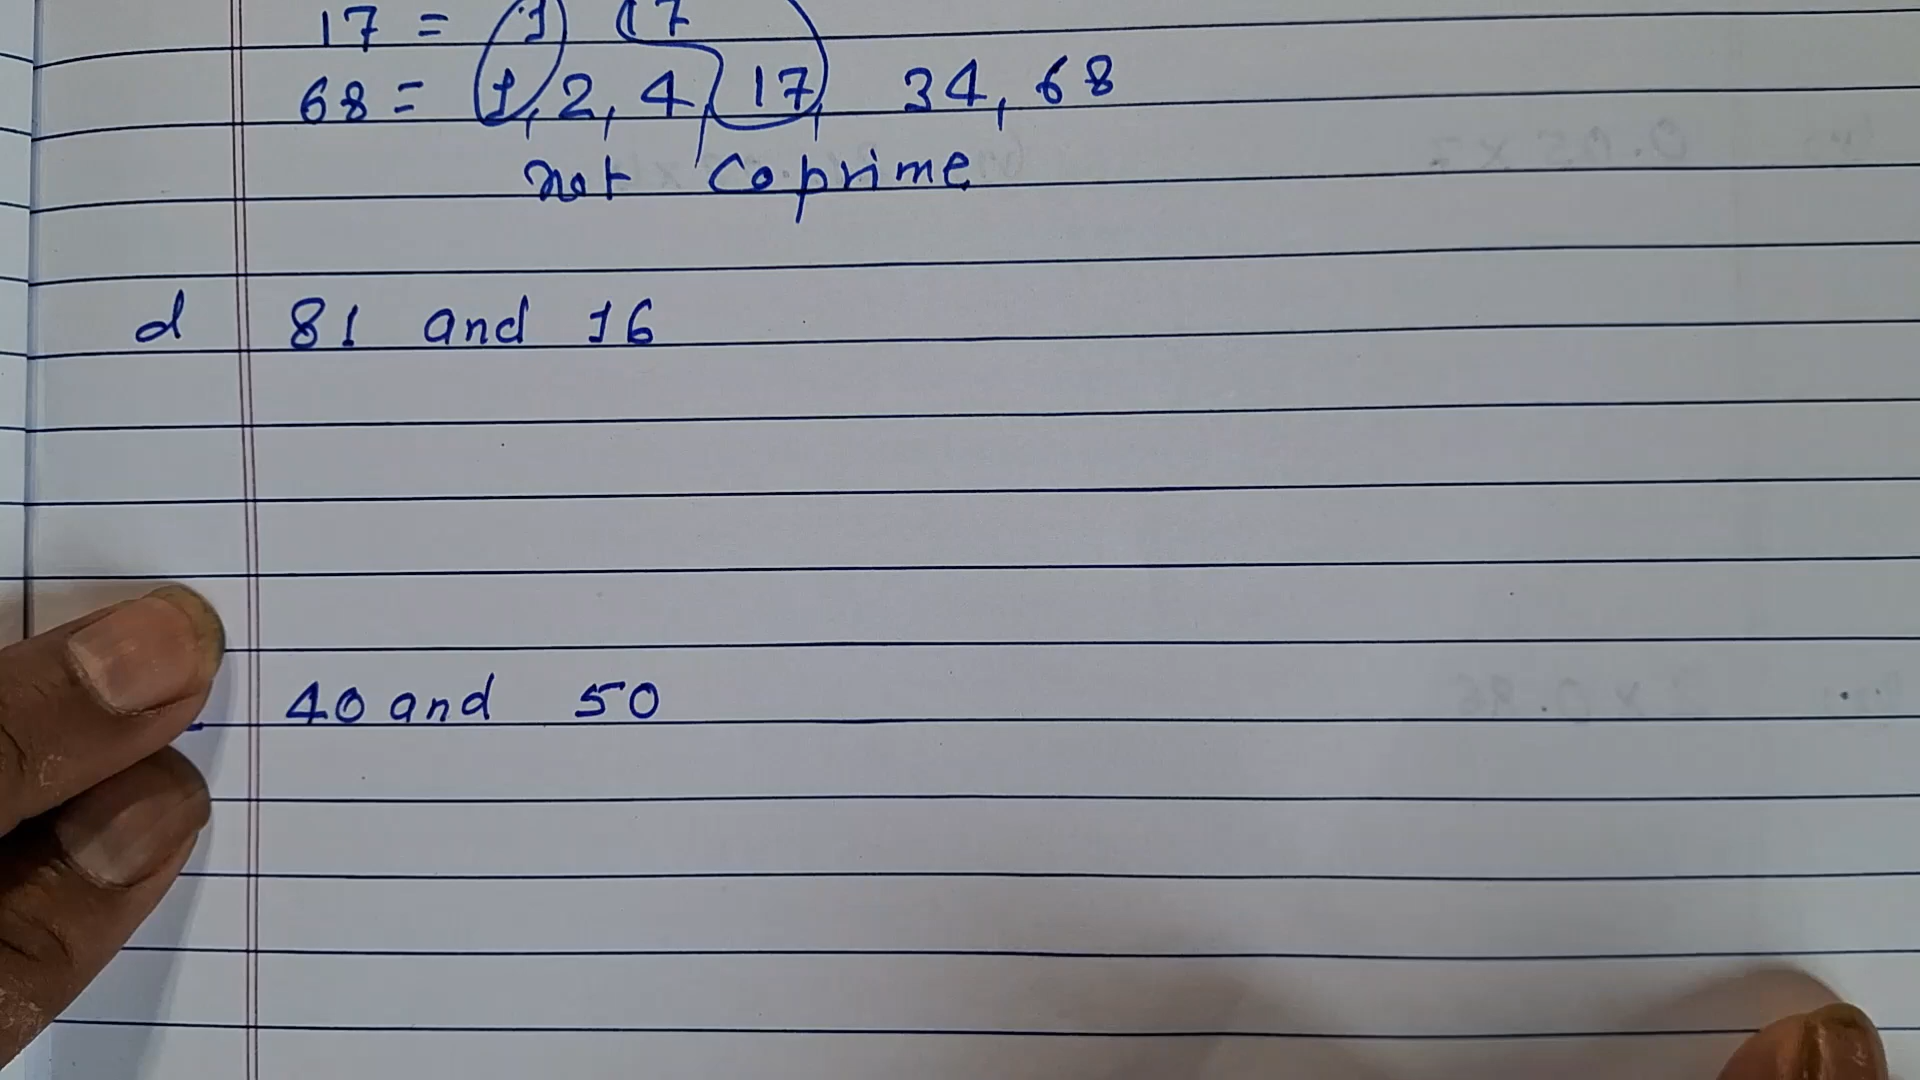 17 = 1 17
68 = 1, 2, 4, 17, 34, 68
not Coprime
d 81 and 16
40 and 50